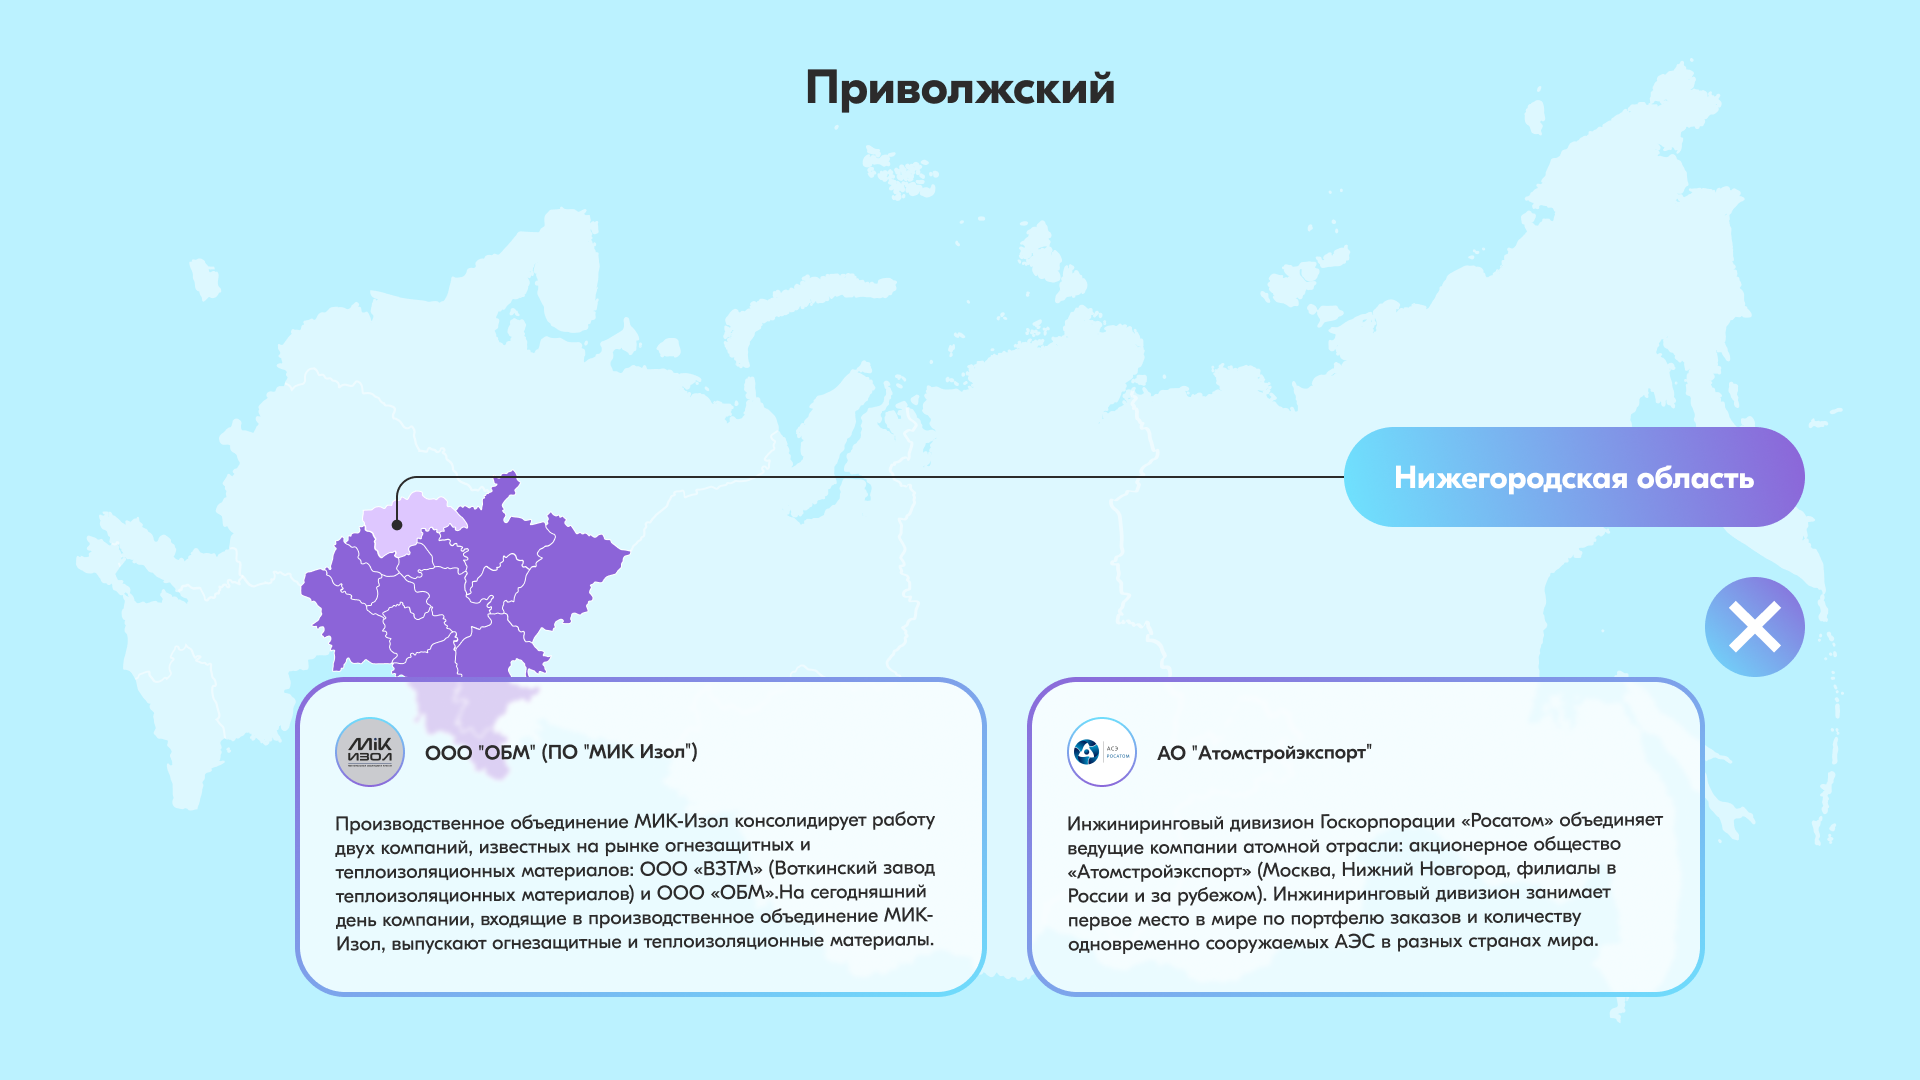 Приволжский
Нижегородская область
МіК
ИЗОЛ
ООО "ОБМ" (ПО "МИК Изол")
Производственное объединение МИК-Изол консолидирует работу
двух компаний, известных на рынке огнезащитных и
теплоизоляционных материалов: ООО «ВЗТМ» (Воткинский завод
теплоизоляционных материалов) и ООО «ОБМ».На сегодняшний
день компании, входящие в производственное объединение МИК-
Изол, выпускают огнезащитные и теплоизоляционные материалы.
АСЭ
РОСАТОМ
АО "Атомстройэкспорт"
Инжиниринговый дивизион Госкорпорации «Росатом» объединяет
ведущие компании атомной отрасли: акционерное общество
«Атомстройэкспорт» (Москва, Нижний Новгород, филиалы в
России и за рубежом). Инжиниринговый дивизион занимает
первое место в мире по портфелю заказов и количеству
одновременно сооружаемых АЭС в разных странах мира.